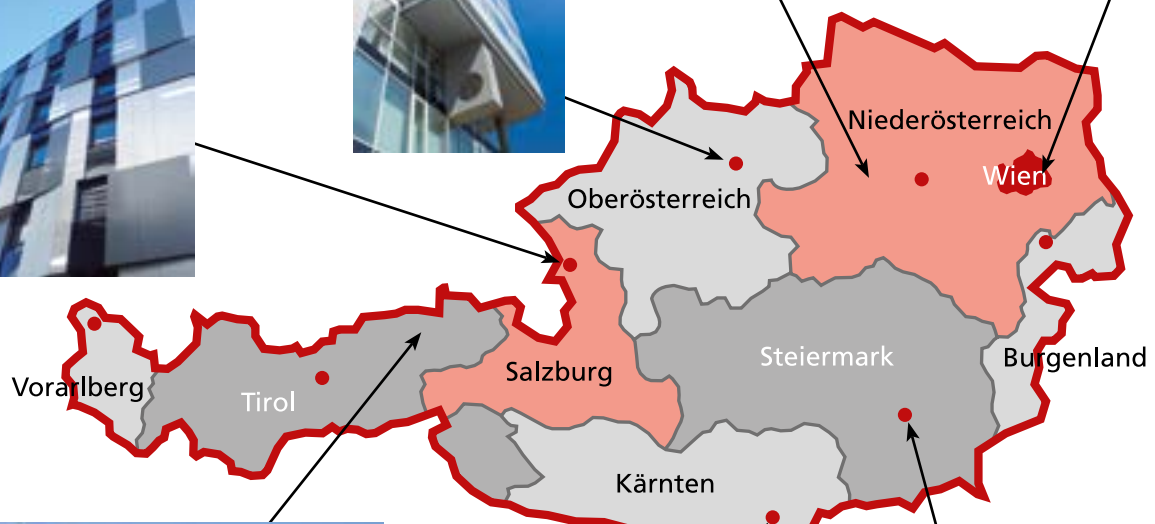 Niederösterreich
Wien
Oberösterreich
Steiermark
Burgenland
Salzburg
Vorarlberg
Tirol
Kärnten